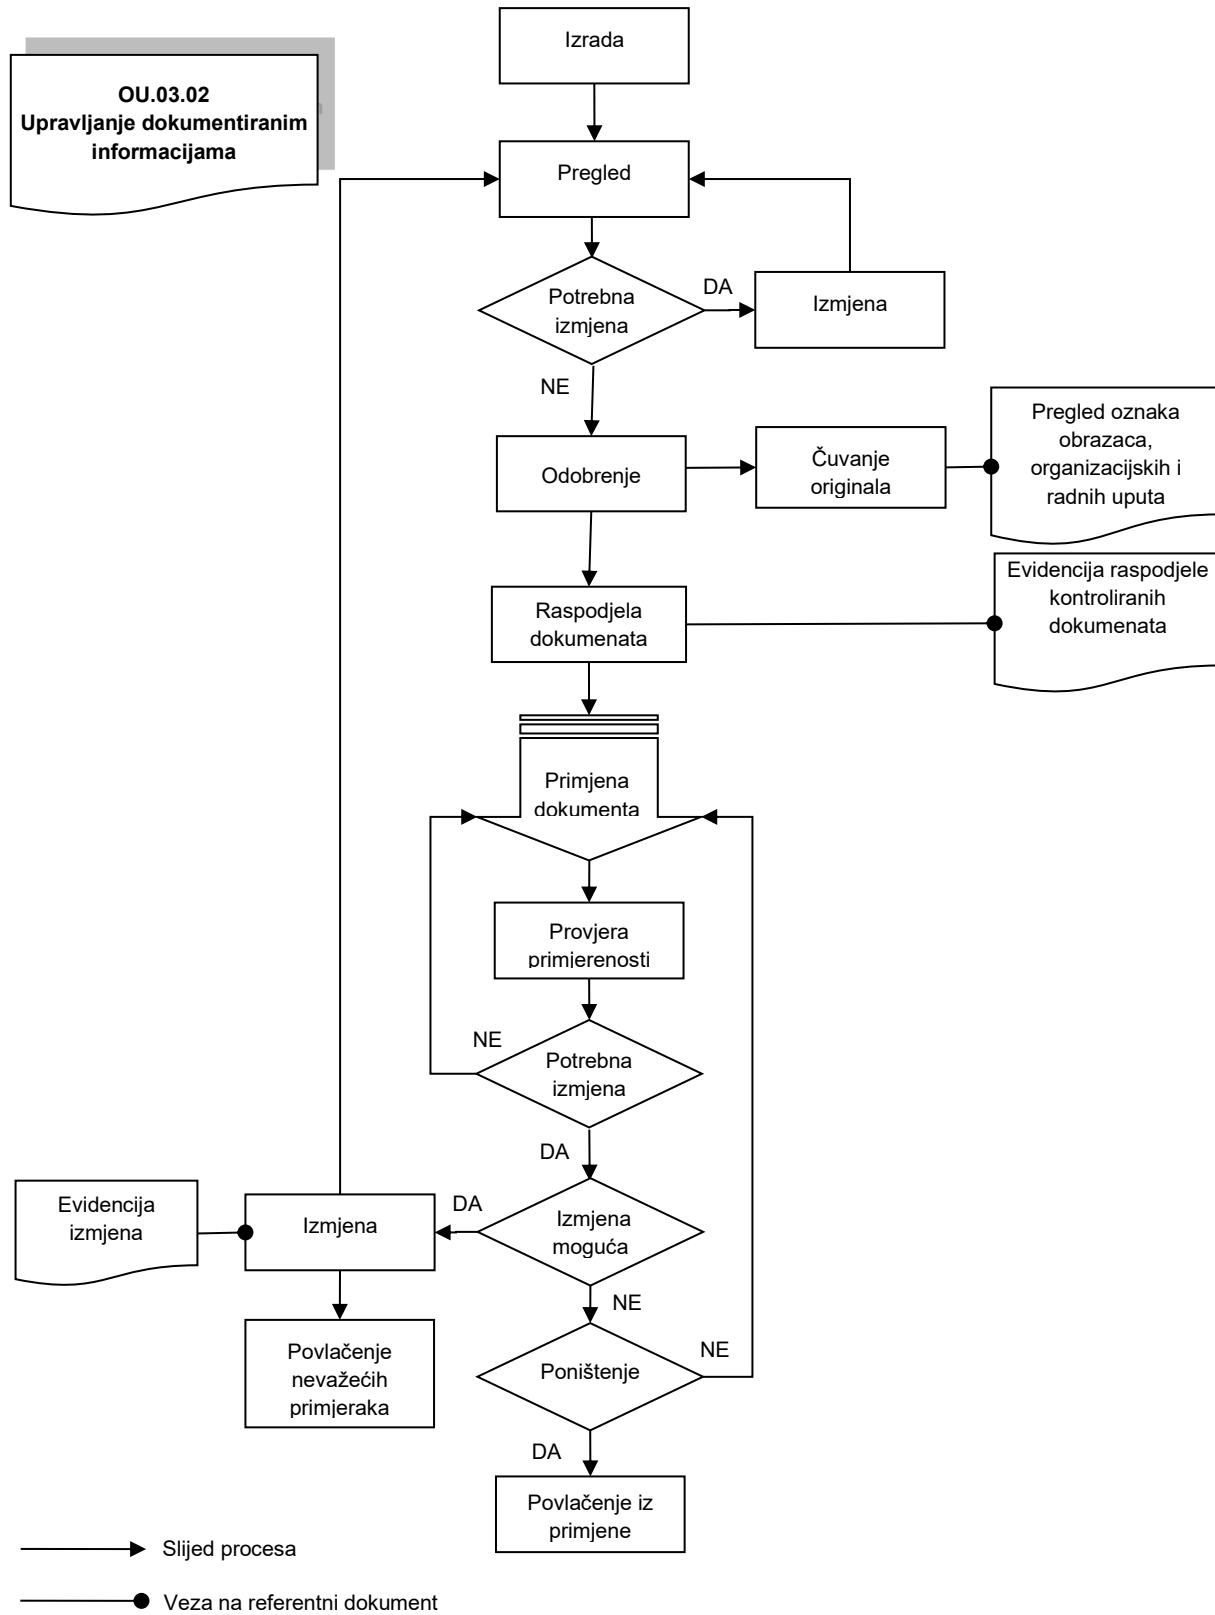 Izrada
OU.03.02
Upravljanje dokumentiranim
informacijama
Pregled
Potrebna
izmjena
DA
Izmjena
NE
Odobrenje
Čuvanje
originala
Pregled oznaka
obrazaca,
organizacijskih i
radnih uputa
Raspodjela
dokumenata
Evidencija raspodjele
kontroliranih
dokumenata
Primjena
dokumenta
Provjera
primjerenosti
NE
Potrebna
izmjena
DA
Evidencija
izmjena
Izmjena
DA
Izmjena
moguća
NE
Povlačenje
nevažećih
primjeraka
Poništenje
NE
DA
Povlačenje iz
primjene
Slijed procesa
Veza na referentni dokument